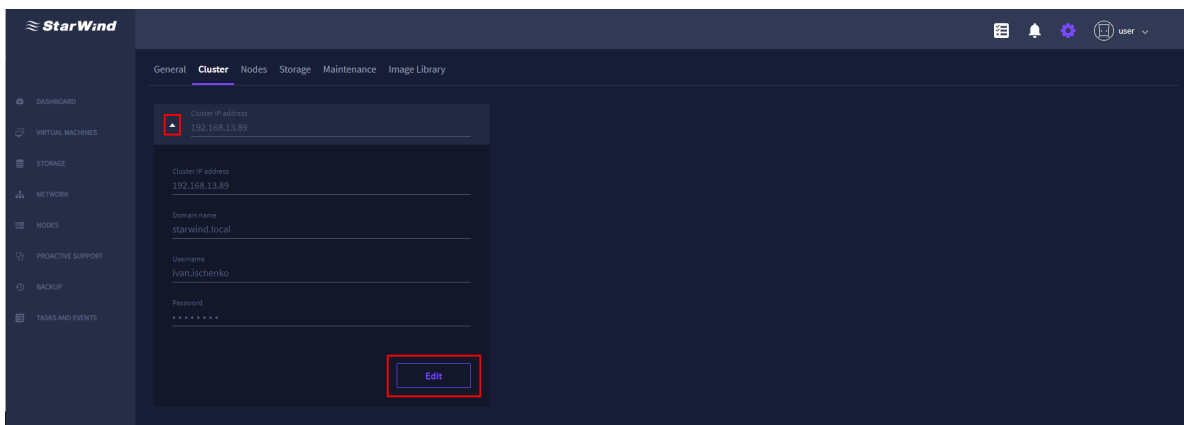 StarWind
user
General Cluster Nodes Storage Maintenance Image Library
DASHBOARD
VIRTUAL MACHINES
STORAGE
NETWORK
NODES
PROACTIVE SUPPORT
BACKUP
TASKS AND EVENTS
Cluster IP address
192.168.13.89
Cluster IP address
192.168.13.89
Domain name
starwind.local
Username
ivan.ischenko
Password
• • • • • • • •
Edit